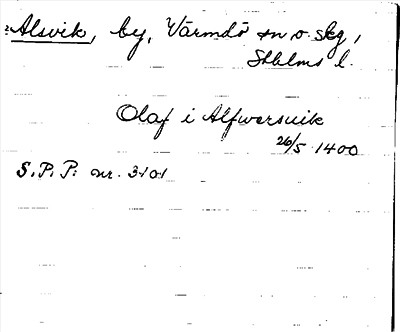 Alsvik, by, Värmdö sn o. skg,
Sthlms l.
Olaf i Alfwersuik
26/5 1400
S.P.P. nr. 3101